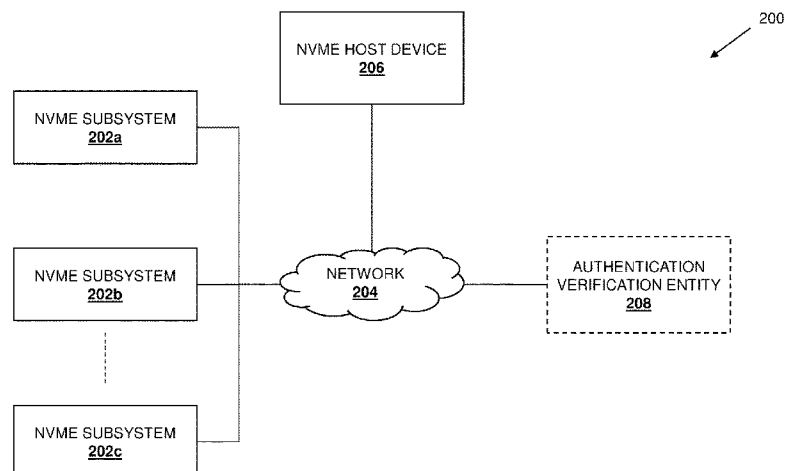 200
NVME HOST DEVICE
206
NVME SUBSYSTEM
202a
NVME SUBSYSTEM
202b
NETWORK
204
AUTHENTICATION
VERIFICATION ENTITY
208
NVME SUBSYSTEM
202c